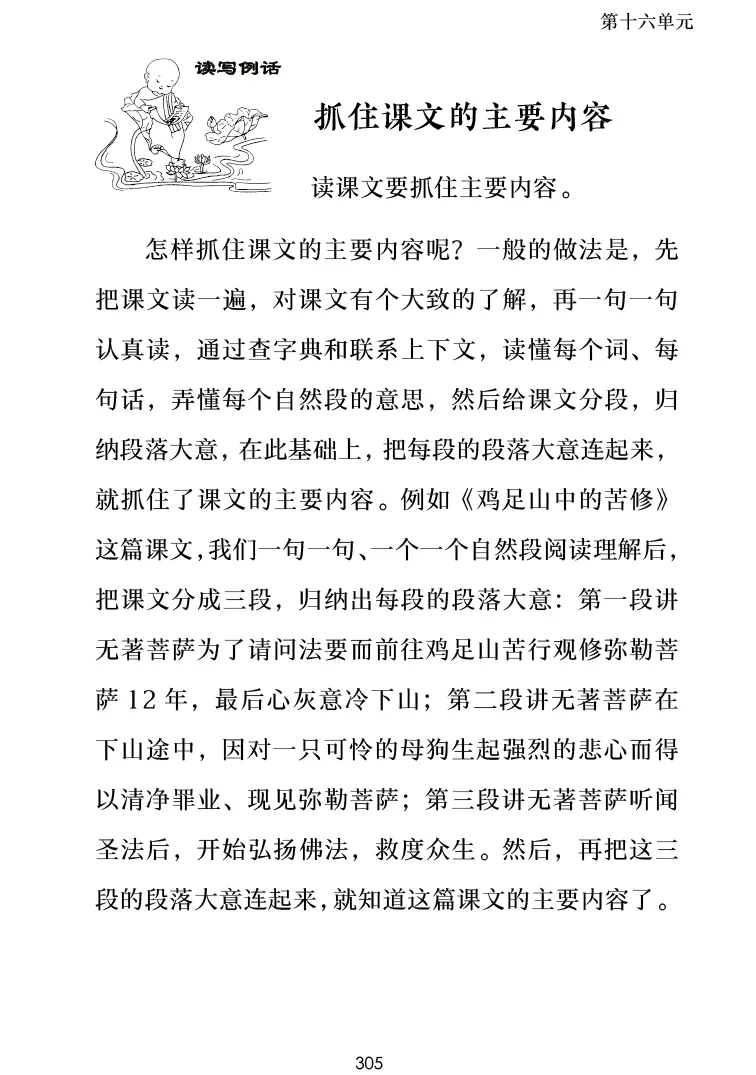 第十六单元
读写例话
抓住课文的主要内容
读课文要抓住主要内容。
怎样抓住课文的主要内容呢？一般的做法是，先
把课文读一遍，对课文有个大致的了解，再一句一句
认真读，通过查字典和联系上下文，读懂每个词、每
句话，弄懂每个自然段的意思，然后给课文分段，归
纳段落大意，在此基础上，把每段的段落大意连起来，
就抓住了课文的主要内容。例如《鸡足山中的苦修》
这篇课文，我们一句一句、一个一个自然段阅读理解后，
把课文分成三段，归纳出每段的段落大意：第一段讲
无著菩萨为了请问法要而前往鸡足山苦行观修弥勒菩
萨 12 年，最后心灰意冷下山；第二段讲无著菩萨在
下山途中，因对一只可怜的母狗生起强烈的悲心而得
以清净罪业、现见弥勒菩萨；第三段讲无著菩萨听闻
圣法后，开始弘扬佛法，救度众生。然后，再把这三
段的段落大意连起来，就知道这篇课文的主要内容了。
305